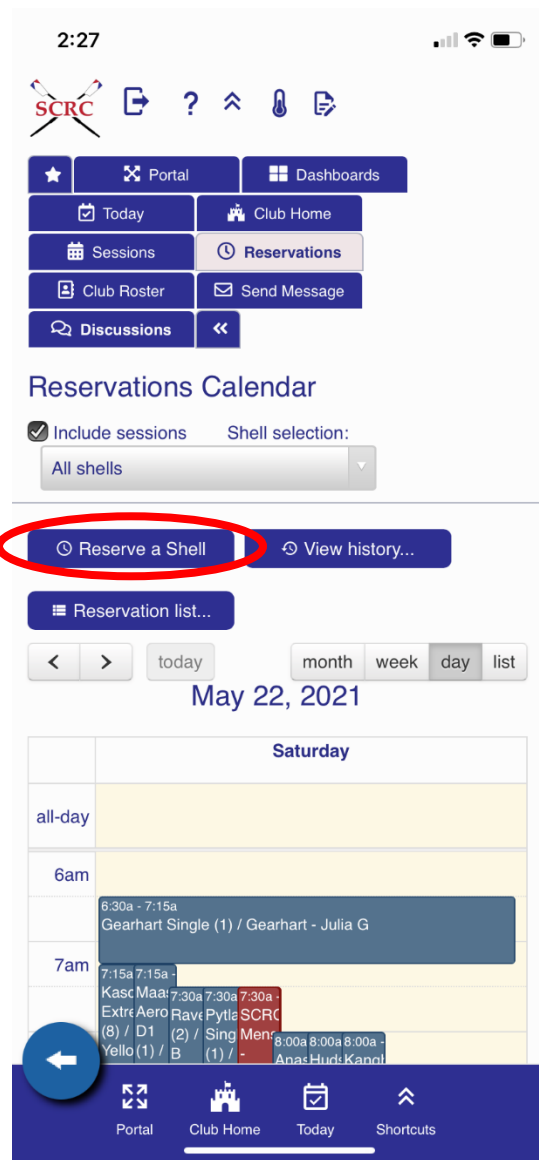 2:27
SCRC ?
Portal Dashboards
Today Club Home
Sessions Reservations
Club Roster Send Message
Discussions
Reservations Calendar
Include sessions Shell selection:
All shells
Reserve a Shell View history...
Reservation list...
today month week day list
May 22, 2021
Saturday
all-day
6am
6:30a - 7:15a
Gearhart Single (1) / Gearhart - Julia G
7am
7:15a
Kasc
Extre
(8) /
Yello
7:15a -
Maas
Aero
D1
(1) /
7:30a
Rave
(2) /
B
7:30a
Pytla
Sing
(1) /
7:30a -
SCRC
Mens
-
8:00a
Anas
8:00a
Huds
8:00a -
Kangt
Portal Club Home Today Shortcuts